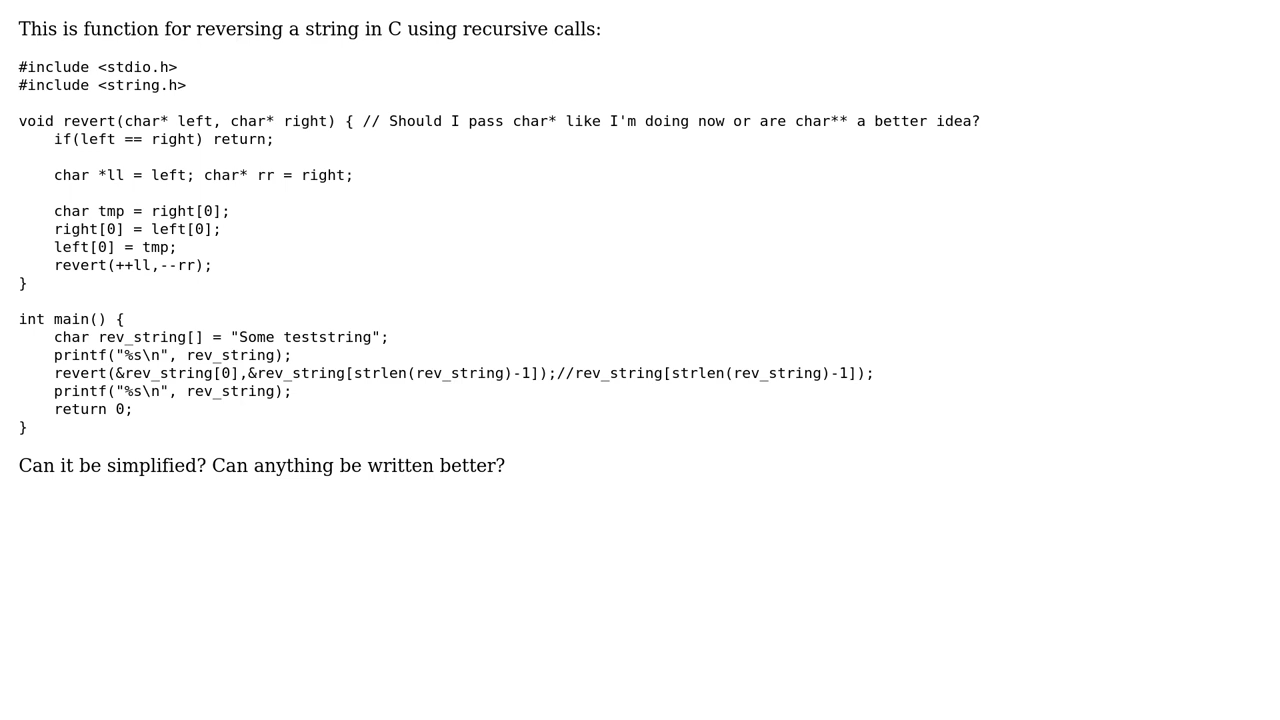 This is function for reversing a string in C using recursive calls:
#include <stdio.h>
#include <string.h>
void revert(char* left, char* right) { // Should I pass char* like I'm doing now or are char** a better idea?
    if(left == right) return;
    char *ll = left; char* rr = right;
    char tmp = right[0];
    right[0] = left[0];
    left[0] = tmp;
    revert(++ll,--rr);
}
int main() {
    char rev_string[] = "Some teststring";
    printf("%s\n", rev_string);
    revert(&rev_string[0],&rev_string[strlen(rev_string)-1]);//rev_string[strlen(rev_string)-1]);
    printf("%s\n", rev_string);
    return 0;
}
Can it be simplified? Can anything be written better?